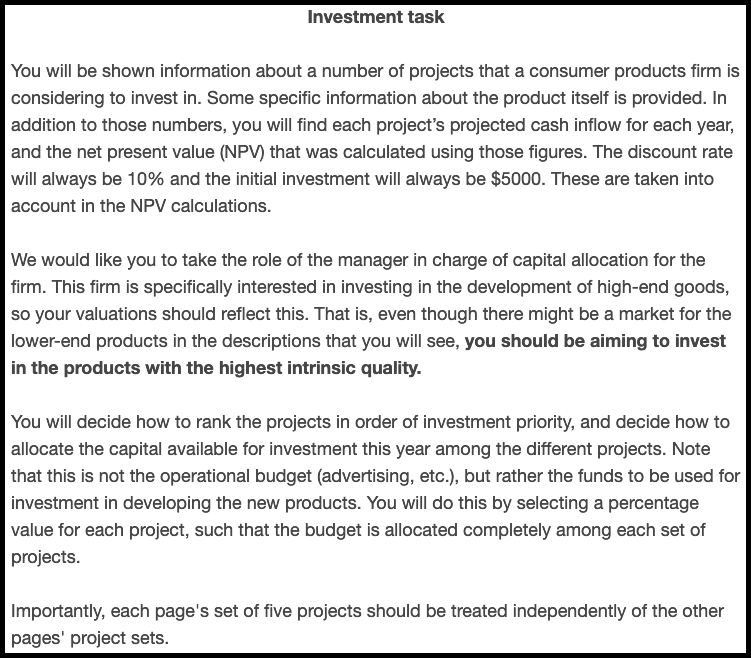 Investment task
You will be shown information about a number of projects that a consumer products firm is
considering to invest in. Some specific information about the product itself is provided. In
addition to those numbers, you will find each project's projected cash inflow for each year,
and the net present value (NPV) that was calculated using those figures. The discount rate
will always be 10% and the initial investment will always be $5000. These are taken into
account in the NPV calculations.
We would like you to take the role of the manager in charge of capital allocation for the
firm. This firm is specifically interested in investing in the development of high-end goods,
so your valuations should reflect this. That is, even though there might be a market for the
lower-end products in the descriptions that you will see, you should be aiming to invest
in the products with the highest intrinsic quality.
You will decide how to rank the projects in order of investment priority, and decide how to
allocate the capital available for investment this year among the different projects. Note
that this is not the operational budget (advertising, etc.), but rather the funds to be used for
investment in developing the new products. You will do this by selecting a percentage
value for each project, such that the budget is allocated completely among each set of
projects.
Importantly, each page's set of five projects should be treated independently of the other
pages' project sets.